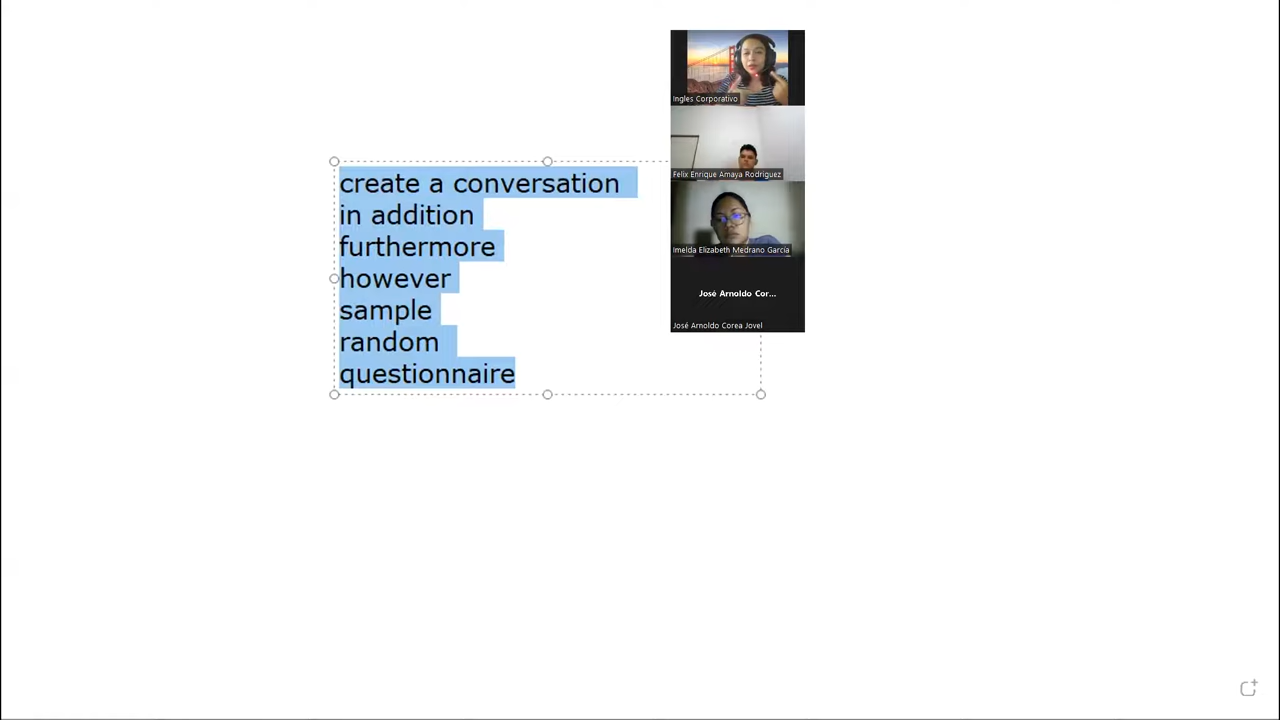 Ingles Corporativo
Felix Enrique Amaya Rodriguez
create a conversation
in addition
furthermore
however
sample
random
questionnaire
Imelda Elizabeth Medrano Garcia
José Arnoldo Cor...
José Arnoldo Corea Jovel